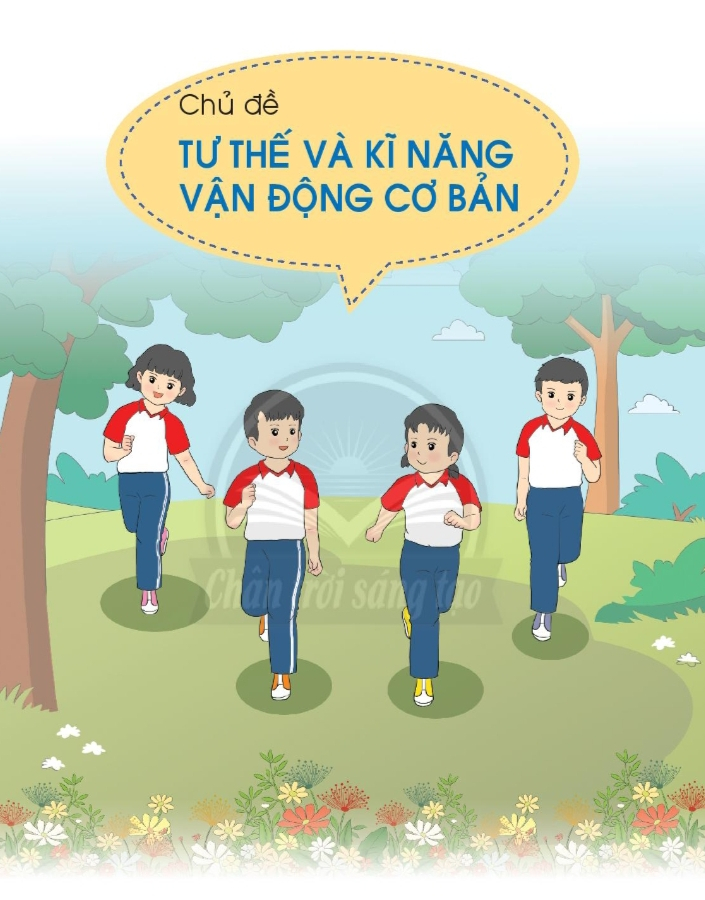 Chủ đề
TƯ THẾ VÀ KĨ NĂNG
VẬN ĐỘNG CƠ BẢN
Chân trời sáng tạo